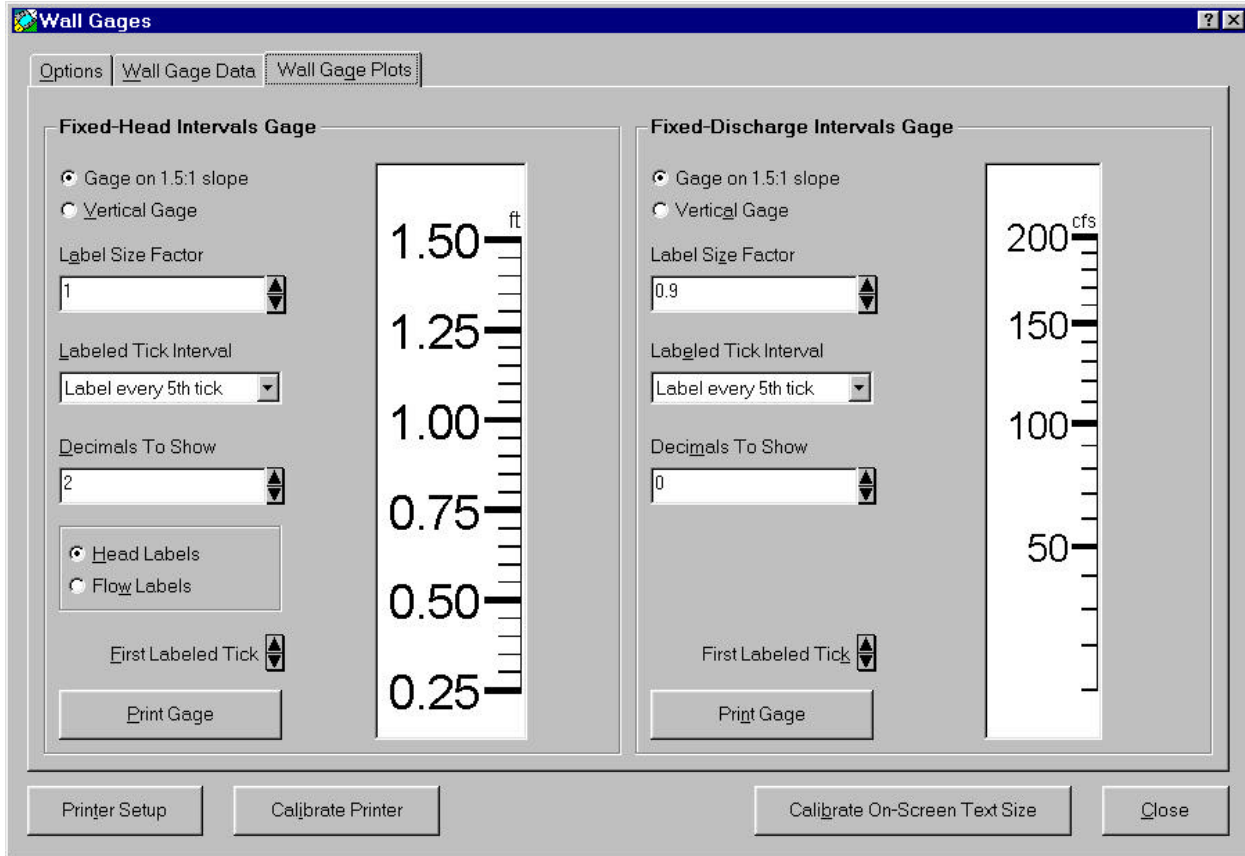 Wall Gages
Options
Wall Gage Data
Wall Gage Plots
Fixed-Head Intervals Gage
Gage on 1.5:1 slope
Vertical Gage
Label Size Factor
1
Labeled Tick Interval
Label every 5th tick
Decimals To Show
2
Head Labels
Flow Labels
First Labeled Tick
Print Gage
ft
1.50
1.25
1.00
0.75
0.50
0.25
Fixed-Discharge Intervals Gage
Gage on 1.5:1 slope
Vertical Gage
Label Size Factor
0.9
Labeled Tick Interval
Label every 5th tick
Decimals To Show
0
First Labeled Tick
Print Gage
cfs
200
150
100
50
Printer Setup
Calibrate Printer
Calibrate On-Screen Text Size
Close